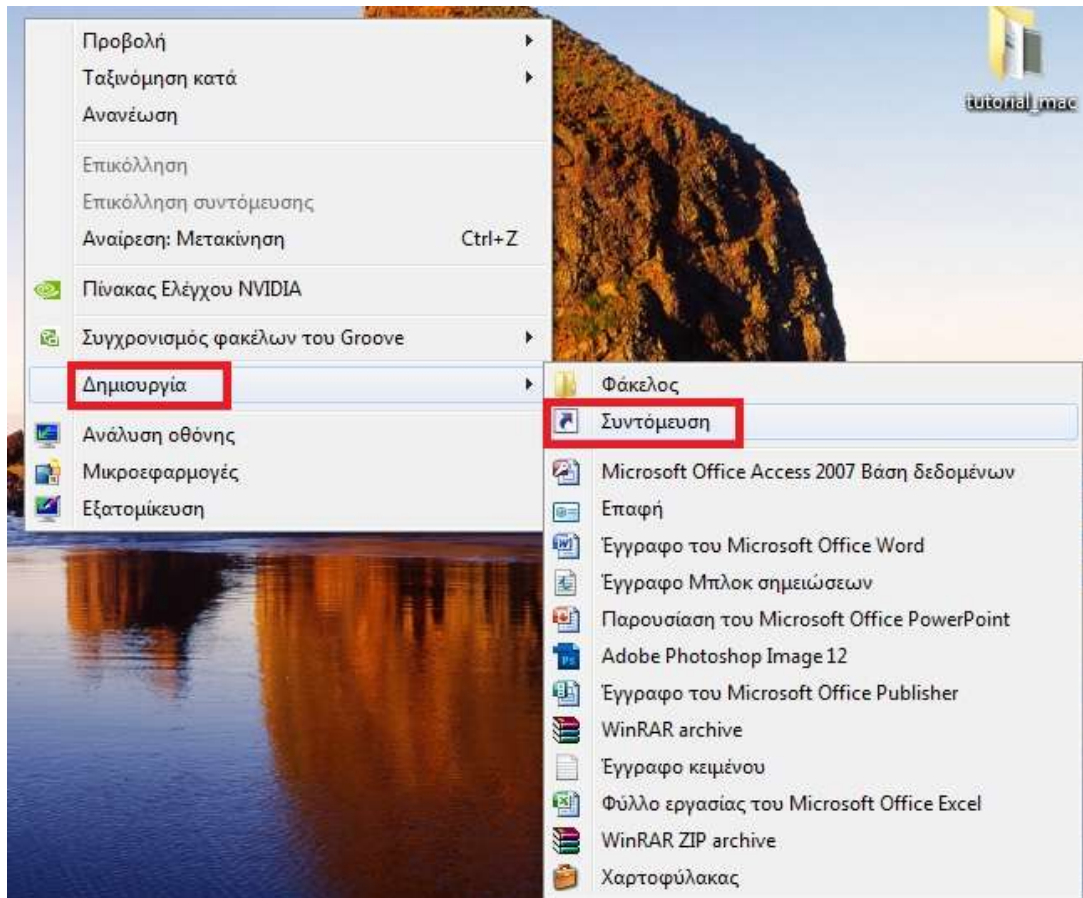 Προβολή
Ταξινόμηση κατά
Ανανέωση
Επικόλληση
Επικόλληση συντόμευσης
Αναίρεση: Μετακίνηση Ctrl+Z
Πίνακας Ελέγχου NVIDIA
Συγχρονισμός φακέλων του Groove
Δημιουργία
Ανάλυση οθόνης
Μικροεφαρμογές
Εξατομίκευση
tutorial_mac
Φάκελος
Συντόμευση
Microsoft Office Access 2007 Βάση δεδομένων
Επαφή
Έγγραφο του Microsoft Office Word
Έγγραφο Μπλοκ σημειώσεων
Παρουσίαση του Microsoft Office PowerPoint
Adobe Photoshop Image 12
Έγγραφο του Microsoft Office Publisher
WinRAR archive
Έγγραφο κειμένου
Φύλλο εργασίας του Microsoft Office Excel
WinRAR ZIP archive
Χαρτοφύλακας